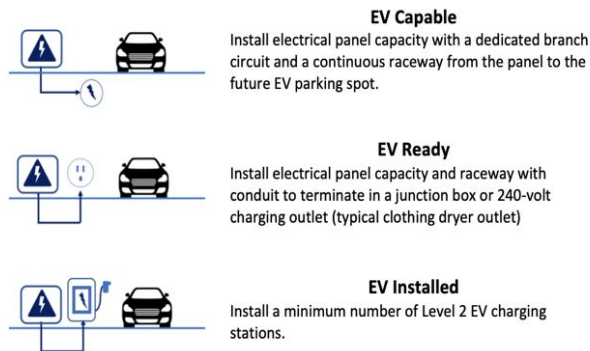 EV Capable
Install electrical panel capacity with a dedicated branch
circuit and a continuous raceway from the panel to the
future EV parking spot.
EV Ready
Install electrical panel capacity and raceway with
conduit to terminate in a junction box or 240-volt
charging outlet (typical clothing dryer outlet)
EV Installed
Install a minimum number of Level 2 EV charging
stations.